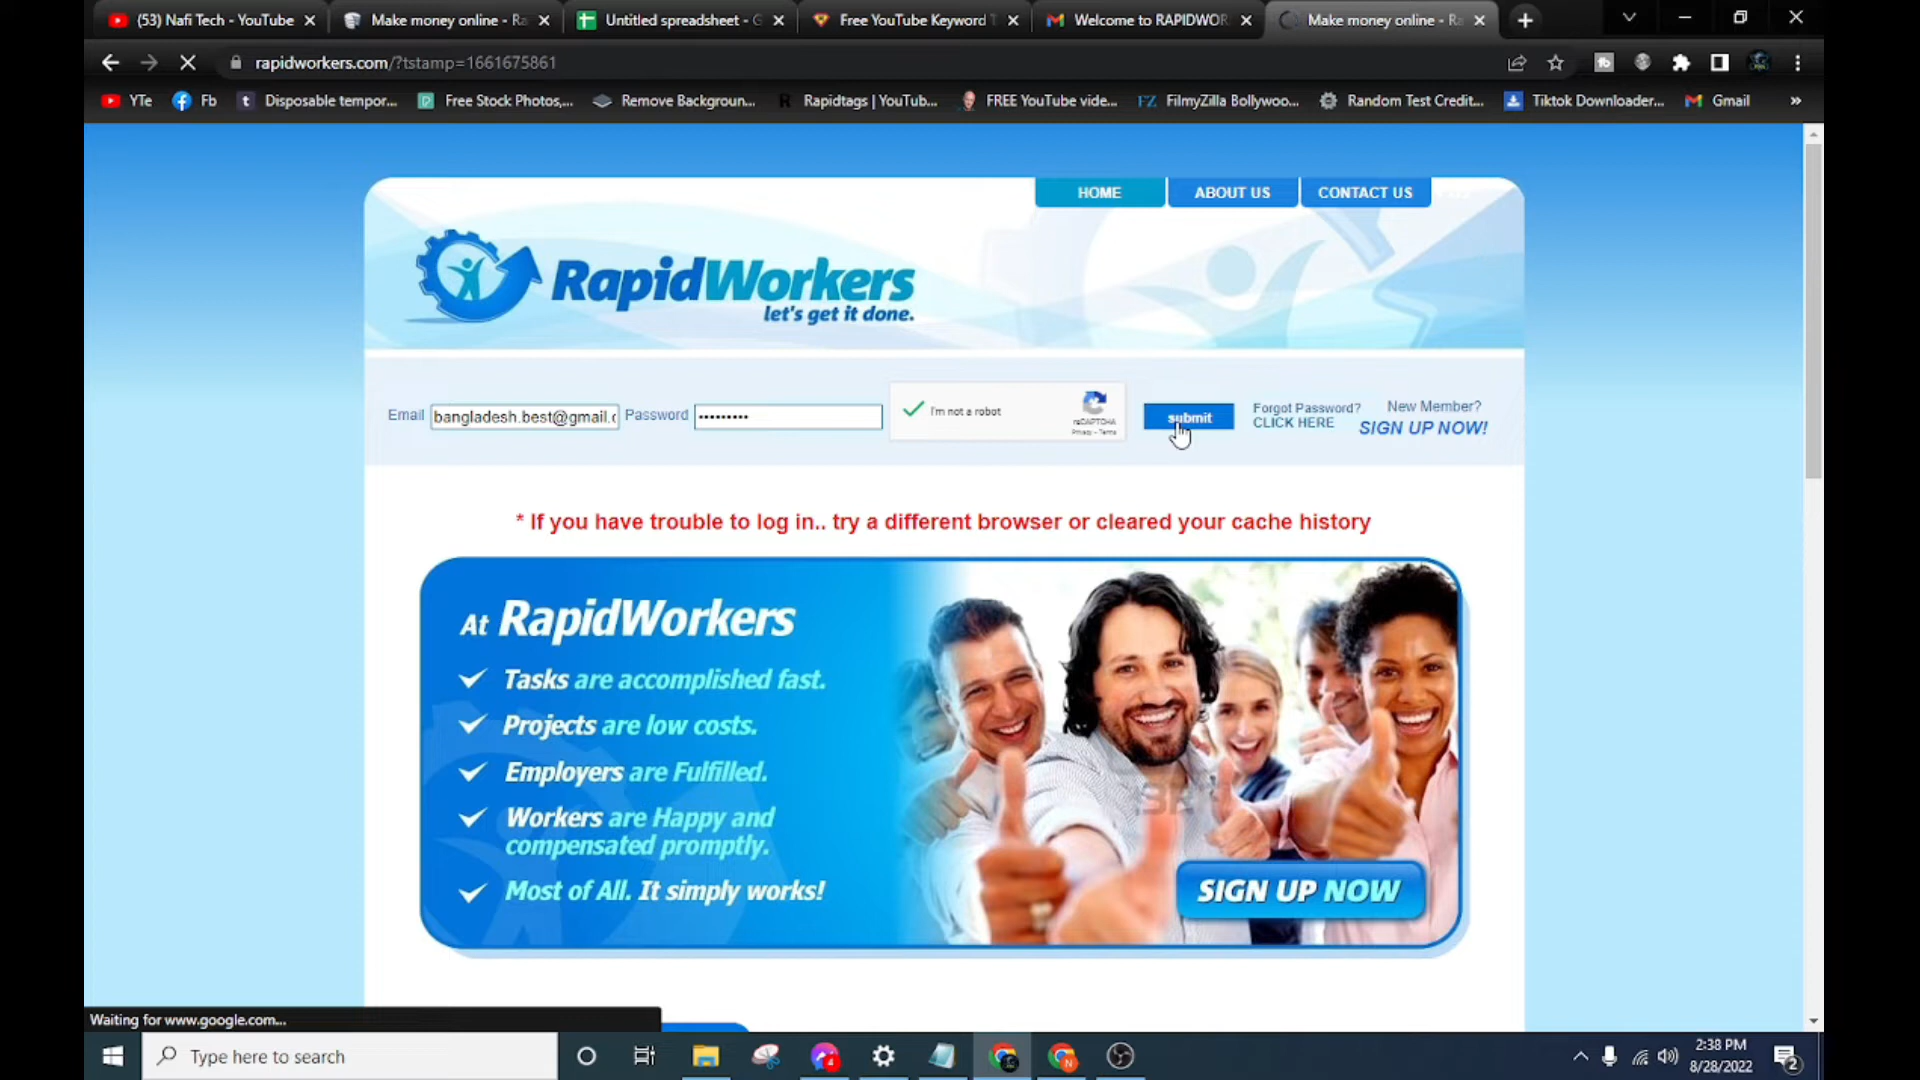 (53) Nafi Tech - YouTube
Make money online - Ra
Untitled spreadsheet - G
Free YouTube Keyword T
Welcome to RAPIDWOR
Make money online - Ra
rapidworkers.com/?tstamp=1661675861
YTe
Fb
Disposable tempor...
Free Stock Photos,...
Remove Backgroun...
Rapidtags | YouTub...
FREE YouTube vide...
FilmyZilla Bollywoo...
Random Test Credit...
Tiktok Downloader...
Gmail
HOME
ABOUT US
CONTACT US
RapidWorkers
let's get it done.
Email
bangladesh.best@gmail.c
Password
I'm not a robot
reCAPTCHA
Privacy - Terms
submit
Forgot Password?
CLICK HERE
New Member?
SIGN UP NOW!
* If you have trouble to log in.. try a different browser or cleared your cache history
At RapidWorkers
Tasks are accomplished fast.
Projects are low costs.
Employers are Fulfilled.
Workers are Happy and
compensated promptly.
Most of All. It simply works!
SIGN UP NOW
Waiting for www.google.com...
Type here to search
4
N
2:38 PM
8/28/2022
2